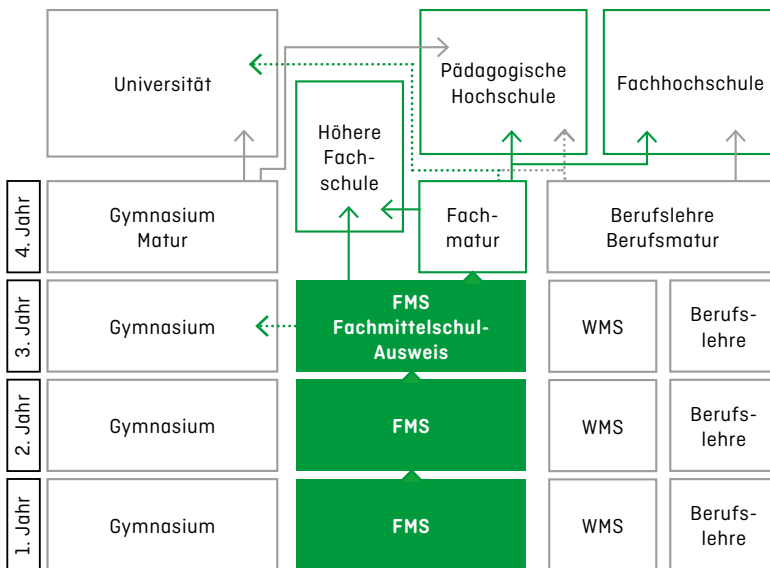 Universität
Pädagogische
Hochschule
Fachhochschule
Höhere
Fach-
schule
4. Jahr
Gymnasium
Matur
Fach-
matur
Berufslehre
Berufsmatur
3. Jahr
Gymnasium
FMS
Fachmittelschul-
Ausweis
WMS
Berufs-
lehre
2. Jahr
Gymnasium
FMS
WMS
Berufs-
lehre
1. Jahr
Gymnasium
FMS
WMS
Berufs-
lehre